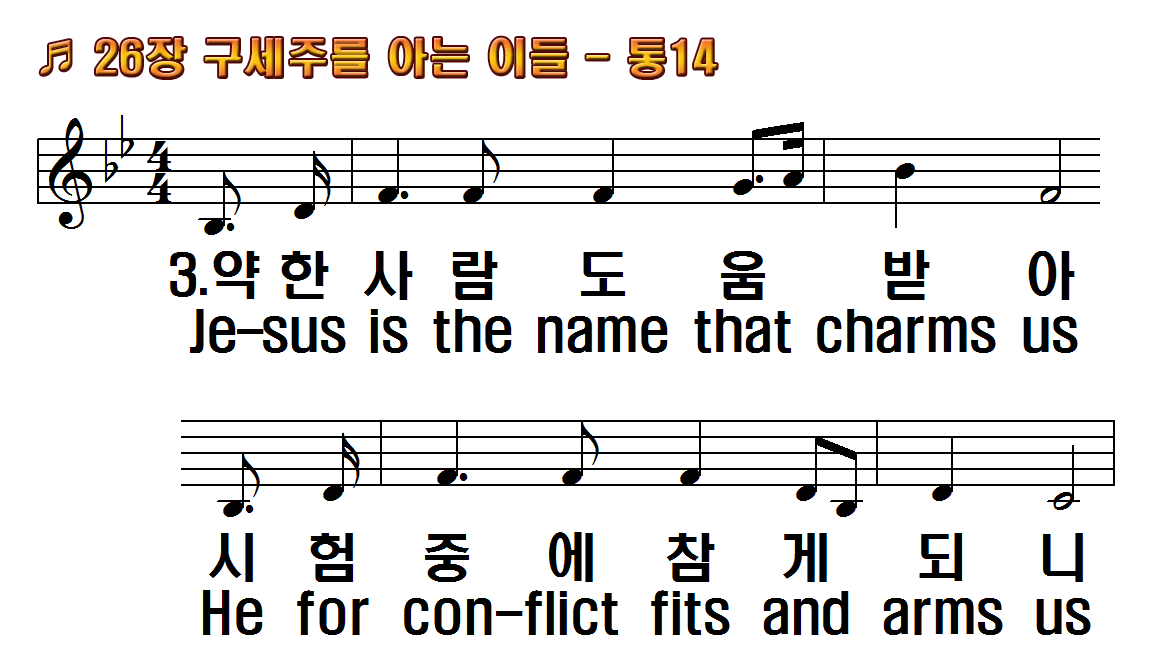 ♬ 26장 구세주를 아는 이들 - 통14
3.약 한 사 람 도 움 받 아
Je-sus is the name that charms us
시 험 중 에 참 게 되 니
He for con-flict fits and arms us